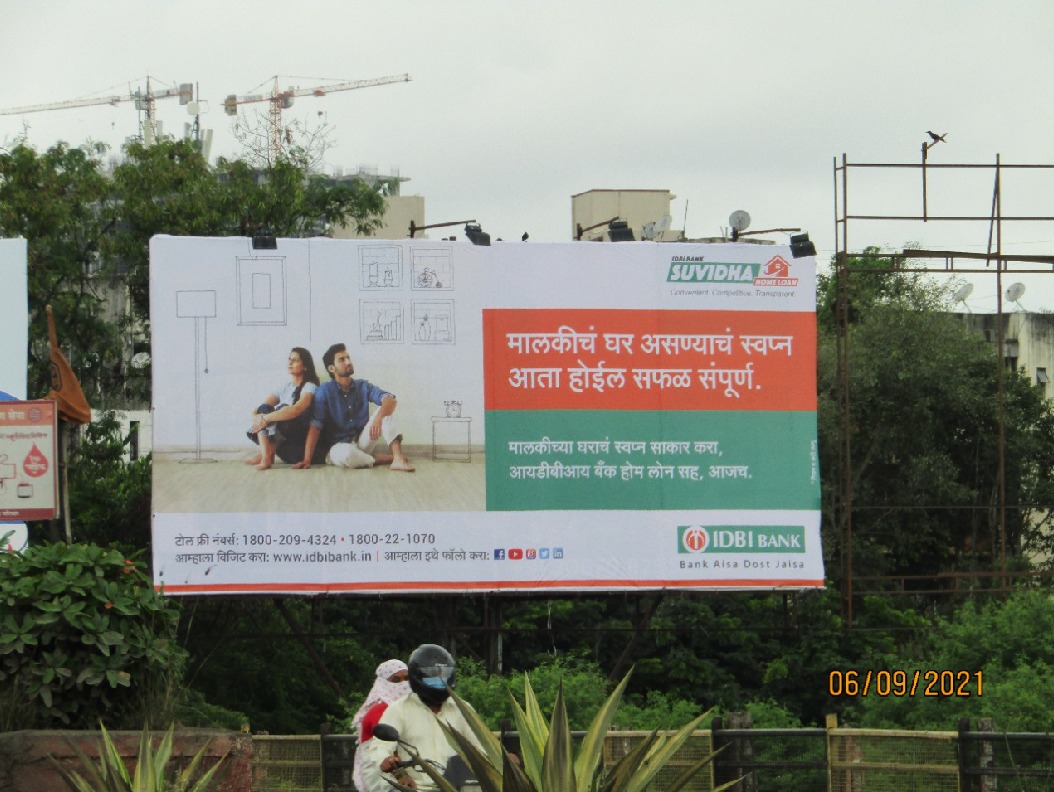 IDBI BANK
SUVIDHA
HOME LOAN
Convenient. Competitive. Transparent.
मालकीचं घर असण्याचं स्वप्न
आता होईल सफळ संपूर्ण.
मालकीच्या घराचं स्वप्न साकार करा,
आयडीबीआय बँक होम लोन सह, आजच.
टोल फ्री नंबर्स: 1800-209-4324 • 1800-22-1070
आम्हाला विजिट करा: www.idbibank.in | आम्हाला इथे फॉलो करा:
IDBI BANK
Bank Aisa Dost Jaisa
06/09/2021